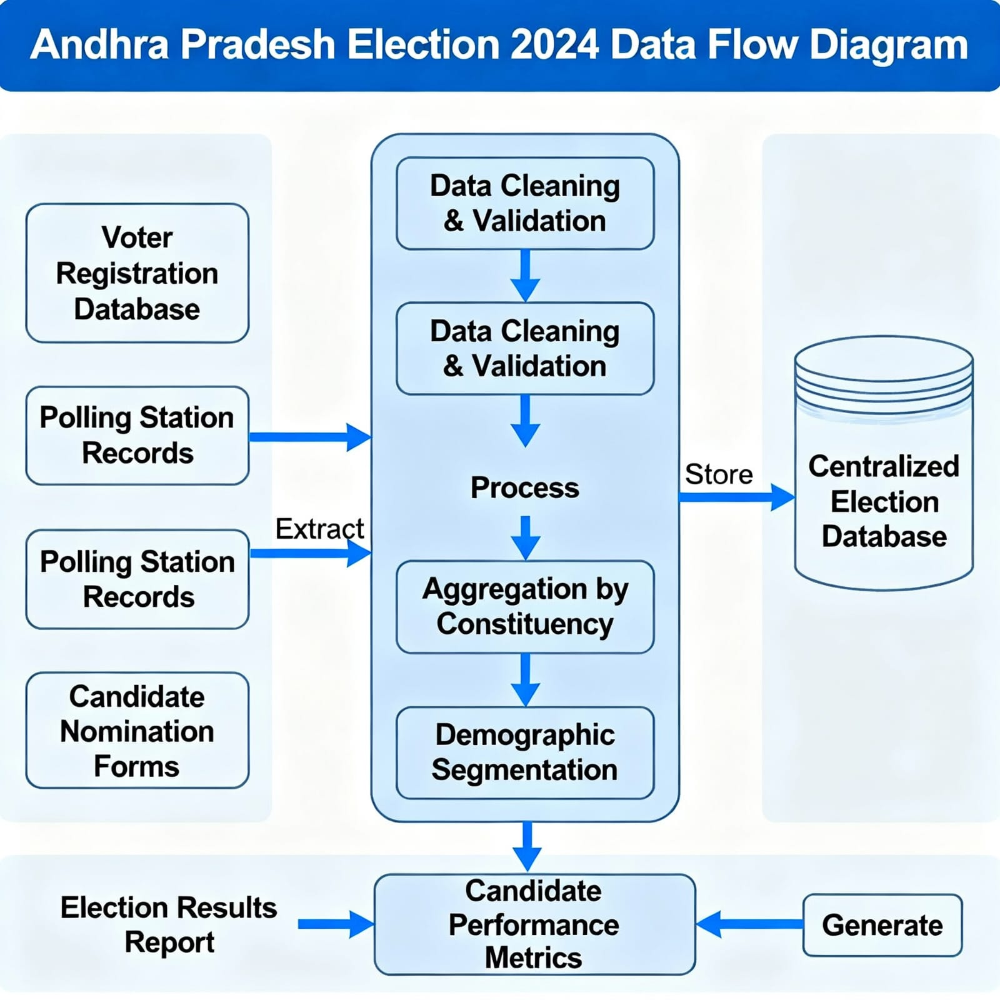 Andhra Pradesh Election 2024 Data Flow Diagram
Voter
Registration
Database
Polling Station
Records
Polling Station
Records
Candidate
Nomination
Forms
Extract
Data Cleaning
& Validation
Data Cleaning
& Validation
Process
Aggregation by
Constituency
Demographic
Segmentation
Store
Centralized
Election
Database
Election Results
Report
Candidate
Performance
Metrics
Generate